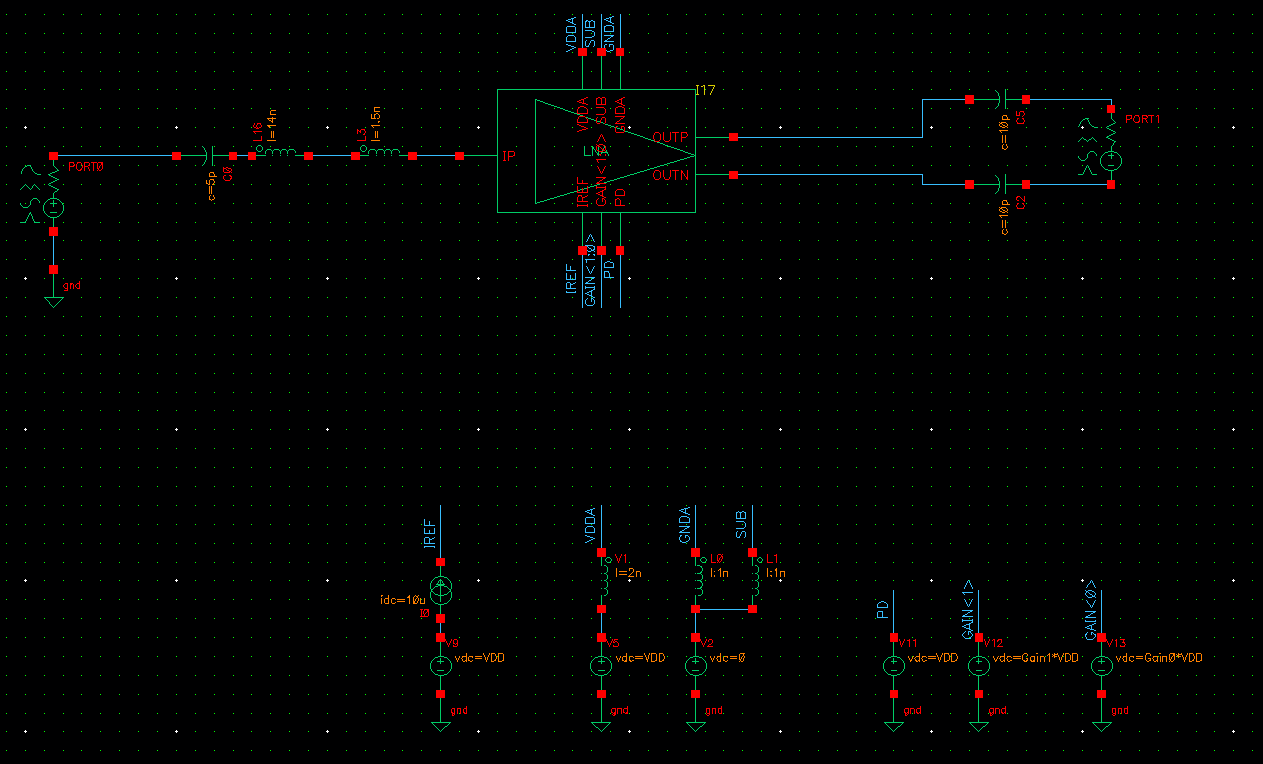 VDDA
SUB
GNDA
I17
VDDA
SUB
GNDA
OUTP
IP
LNA
OUTN
IREF
GAIN<1:0>
PD
IREF
GAIN<1:0>
PD
PORT0
gnd
c=5p
C0
L16
l=14n
L3
l=1.5n
C5
c=10p
PORT1
C2
c=10p
IREF
idc=10u
I0
V9
vdc=VDD
gnd
VDDA
V1
l=2n
V5
vdc=VDD
gnd
GNDA
L0
l:1n
V2
vdc=0
gnd
SUB
L1
l:1n
PD
V11
vdc=VDD
gnd
GAIN<1>
V12
vdc=Gain1*VDD
gnd
GAIN<0>
V13
vdc=Gain0*VDD
gnd